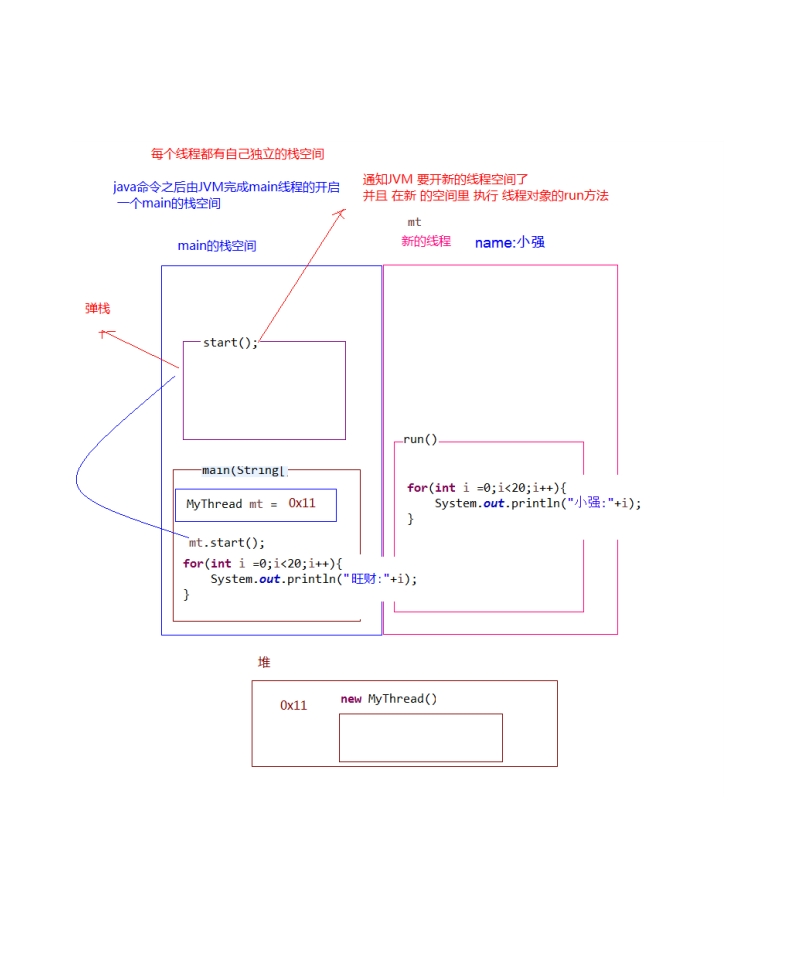 每个线程都有自己独立的栈空间
java命令之后由JVM完成main线程的开启
一个main的栈空间
通知JVM 要开新的线程空间了
并且 在新 的空间里 执行 线程对象的run方法
mt
新的线程 name:小强
main的栈空间
弹栈
start();
run()
for(int i =0;i<20;i++){
System.out.println("小强:"+i);
}
main(String[
MyThread mt = 0x11
mt.start();
for(int i =0;i<20;i++){
System.out.println("旺财:"+i);
}
堆
0x11 new MyThread()